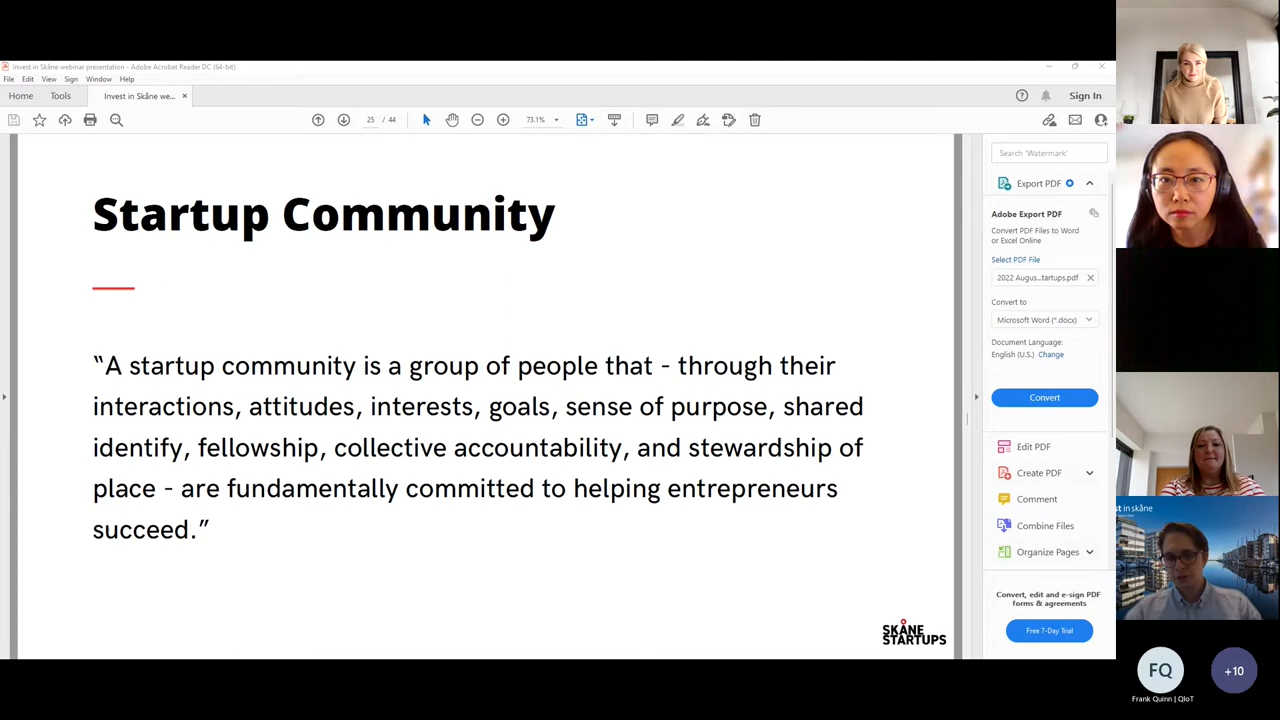 Invest in Skåne webinar presentation - Adobe Acrobat Reader DC (64-bit)
File Edit View Sign Window Help
Home Tools Invest in Skåne we... × Sign In
25 / 44 73.1%
Startup Community
“A startup community is a group of people that - through their
interactions, attitudes, interests, goals, sense of purpose, shared
identify, fellowship, collective accountability, and stewardship of
place - are fundamentally committed to helping entrepreneurs
succeed.”
SKÅNE
STARTUPS
Search 'Watermark'
Export PDF
Adobe Export PDF
Convert PDF Files to Word
or Excel Online
Select PDF File
2022 Augus...tartups.pdf
Convert to
Microsoft Word (*.docx)
Document Language:
English (U.S.) Change
Convert
Edit PDF
Create PDF
Comment
Combine Files
Organize Pages
Convert, edit and e-sign PDF
forms & agreements
Free 7-Day Trial
in skåne
FQ
+10
Frank Quinn | QIoT